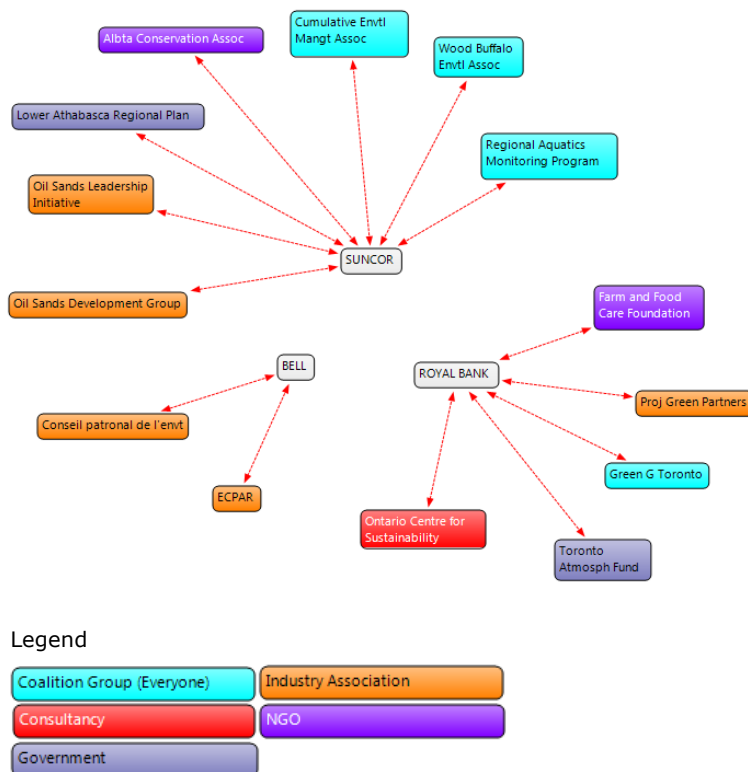 Cumulative Envtl
Mangt Assoc
Albta Conservation Assoc
Wood Buffalo
Envtl Assoc
Lower Athabasca Regional Plan
Regional Aquatics
Monitoring Program
Oil Sands Leadership
Initiative
SUNCOR
Oil Sands Development Group
Farm and Food
Care Foundation
BELL
ROYAL BANK
Proj Green Partners
Conseil patronal de l'envt
Green G Toronto
ECPAR
Ontario Centre for
Sustainability
Toronto
Atmosph Fund
Legend
Coalition Group (Everyone)
Industry Association
Consultancy
NGO
Government